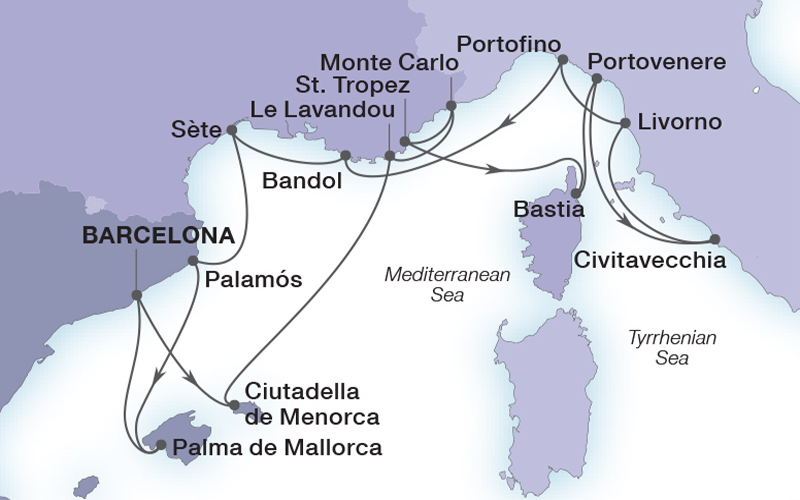 Portofino
Monte Carlo
Portovenere
St. Tropez
Le Lavandou
Livorno
Sète
Bandol
Bastia
BARCELONA
Civitavecchia
Palamós
Mediterranean
Sea
Tyrrhenian
Sea
Ciutadella
de Menorca
Palma de Mallorca